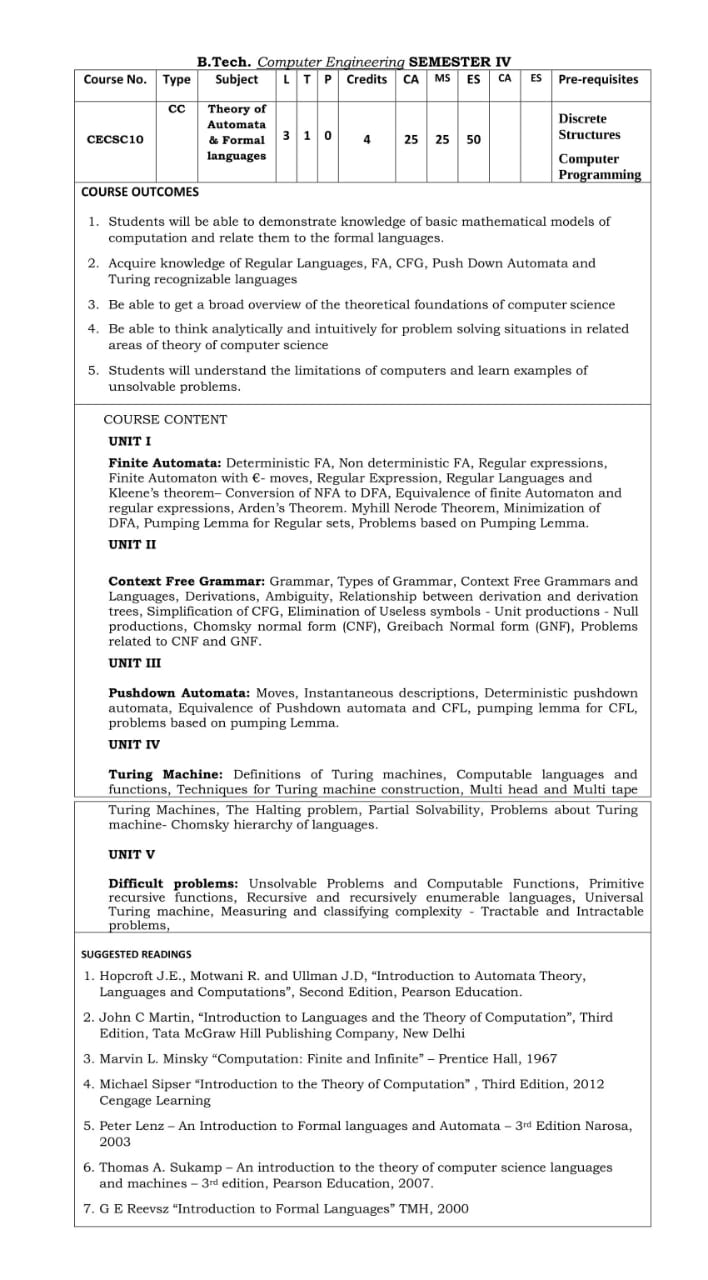 B.Tech. Computer Engineering SEMESTER IV
Course No. Type Subject L T P Credits CA MS ES CA ES Pre-requisites
CECSC10 CC Theory of Automata & Formal languages 3 1 0 4 25 25 50 Discrete Structures Computer Programming
COURSE OUTCOMES
1. Students will be able to demonstrate knowledge of basic mathematical models of
computation and relate them to the formal languages.
2. Acquire knowledge of Regular Languages, FA, CFG, Push Down Automata and
Turing recognizable languages
3. Be able to get a broad overview of the theoretical foundations of computer science
4. Be able to think analytically and intuitively for problem solving situations in related
areas of theory of computer science
5. Students will understand the limitations of computers and learn examples of
unsolvable problems.
COURSE CONTENT
UNIT I
Finite Automata: Deterministic FA, Non deterministic FA, Regular expressions,
Finite Automaton with €- moves, Regular Expression, Regular Languages and
Kleene’s theorem– Conversion of NFA to DFA, Equivalence of finite Automaton and
regular expressions, Arden’s Theorem. Myhill Nerode Theorem, Minimization of
DFA, Pumping Lemma for Regular sets, Problems based on Pumping Lemma.
UNIT II
Context Free Grammar: Grammar, Types of Grammar, Context Free Grammars and
Languages, Derivations, Ambiguity, Relationship between derivation and derivation
trees, Simplification of CFG, Elimination of Useless symbols - Unit productions - Null
productions, Chomsky normal form (CNF), Greibach Normal form (GNF), Problems
related to CNF and GNF.
UNIT III
Pushdown Automata: Moves, Instantaneous descriptions, Deterministic pushdown
automata, Equivalence of Pushdown automata and CFL, pumping lemma for CFL,
problems based on pumping Lemma.
UNIT IV
Turing Machine: Definitions of Turing machines, Computable languages and
functions, Techniques for Turing machine construction, Multi head and Multi tape
Turing Machines, The Halting problem, Partial Solvability, Problems about Turing
machine- Chomsky hierarchy of languages.
UNIT V
Difficult problems: Unsolvable Problems and Computable Functions, Primitive
recursive functions, Recursive and recursively enumerable languages, Universal
Turing machine, Measuring and classifying complexity - Tractable and Intractable
problems,
SUGGESTED READINGS
1. Hopcroft J.E., Motwani R. and Ullman J.D, “Introduction to Automata Theory,
Languages and Computations”, Second Edition, Pearson Education.
2. John C Martin, “Introduction to Languages and the Theory of Computation”, Third
Edition, Tata McGraw Hill Publishing Company, New Delhi
3. Marvin L. Minsky “Computation: Finite and Infinite” – Prentice Hall, 1967
4. Michael Sipser “Introduction to the Theory of Computation” , Third Edition, 2012
Cengage Learning
5. Peter Lenz – An Introduction to Formal languages and Automata – 3rd Edition Narosa,
2003
6. Thomas A. Sukamp – An introduction to the theory of computer science languages
and machines – 3rd edition, Pearson Education, 2007.
7. G E Reevsz “Introduction to Formal Languages” TMH, 2000